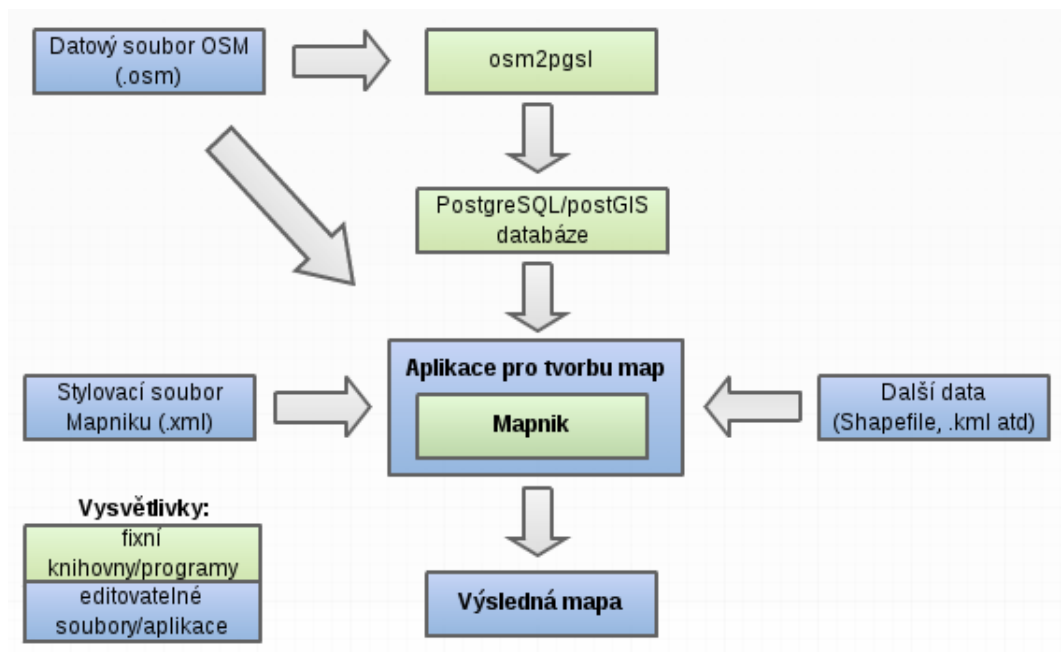 Datový soubor OSM
(.osm)
osm2pgsl
PostgreSQL/postGIS
databáze
Aplikace pro tvorbu map
Mapnik
Stylovací soubor
Mapniku (.xml)
Další data
(Shapefile, .kml atd)
Vysvětlivky:
fixní
knihovny/programy
editovatelné
soubory/aplikace
Výsledná mapa